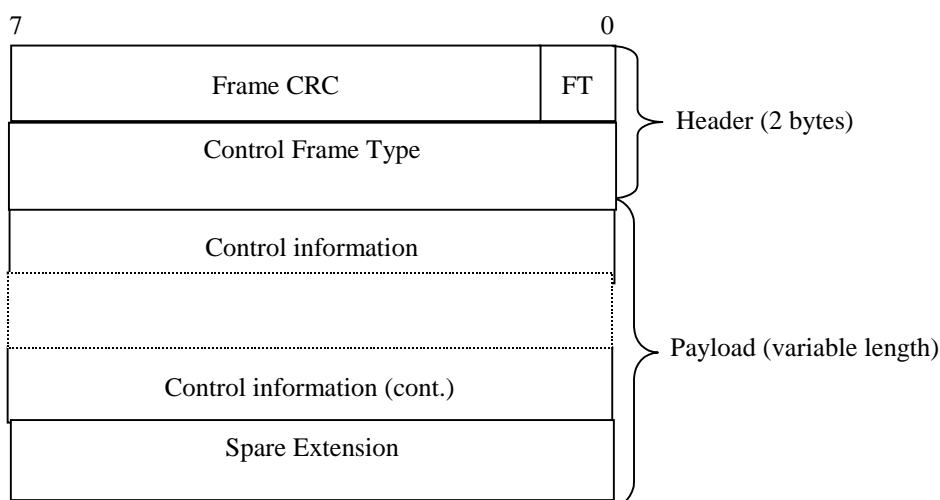 7 0
Frame CRC FT
Header (2 bytes)
Control Frame Type
Control information
Payload (variable length)
Control information (cont.)
Spare Extension